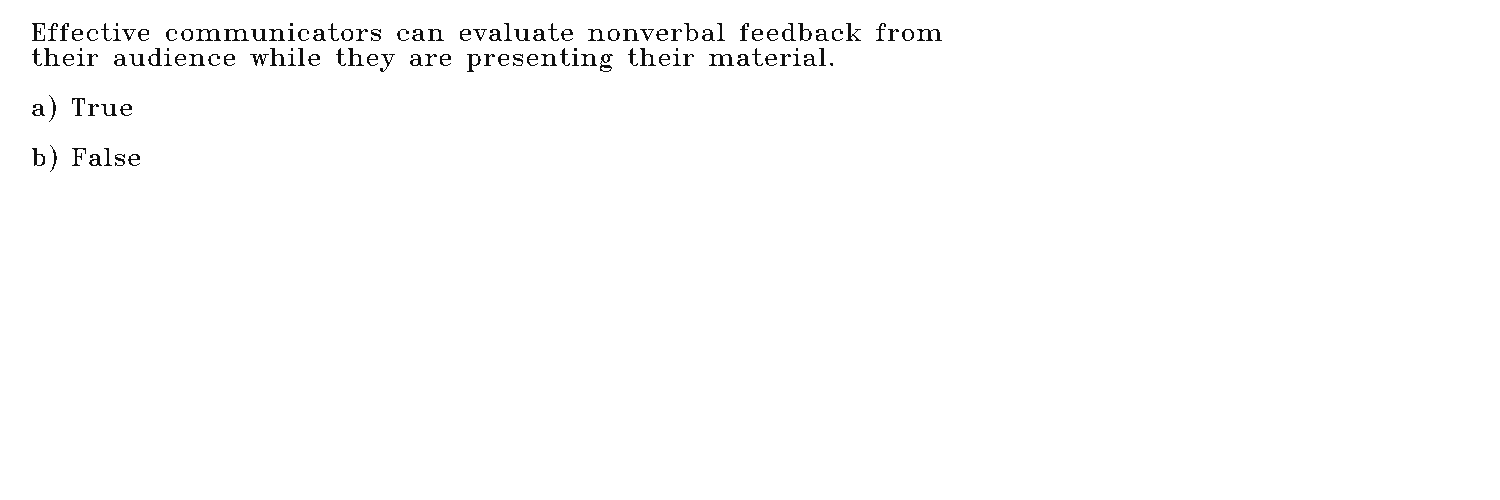 Effective communicators can evaluate nonverbal feedback from
their audience while they are presenting their material.
a) True
b) False